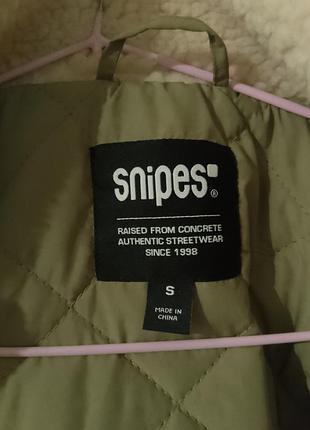 snipes®
RAISED FROM CONCRETE
AUTHENTIC STREETWEAR
SINCE 1998
S
MADE IN
CHINA